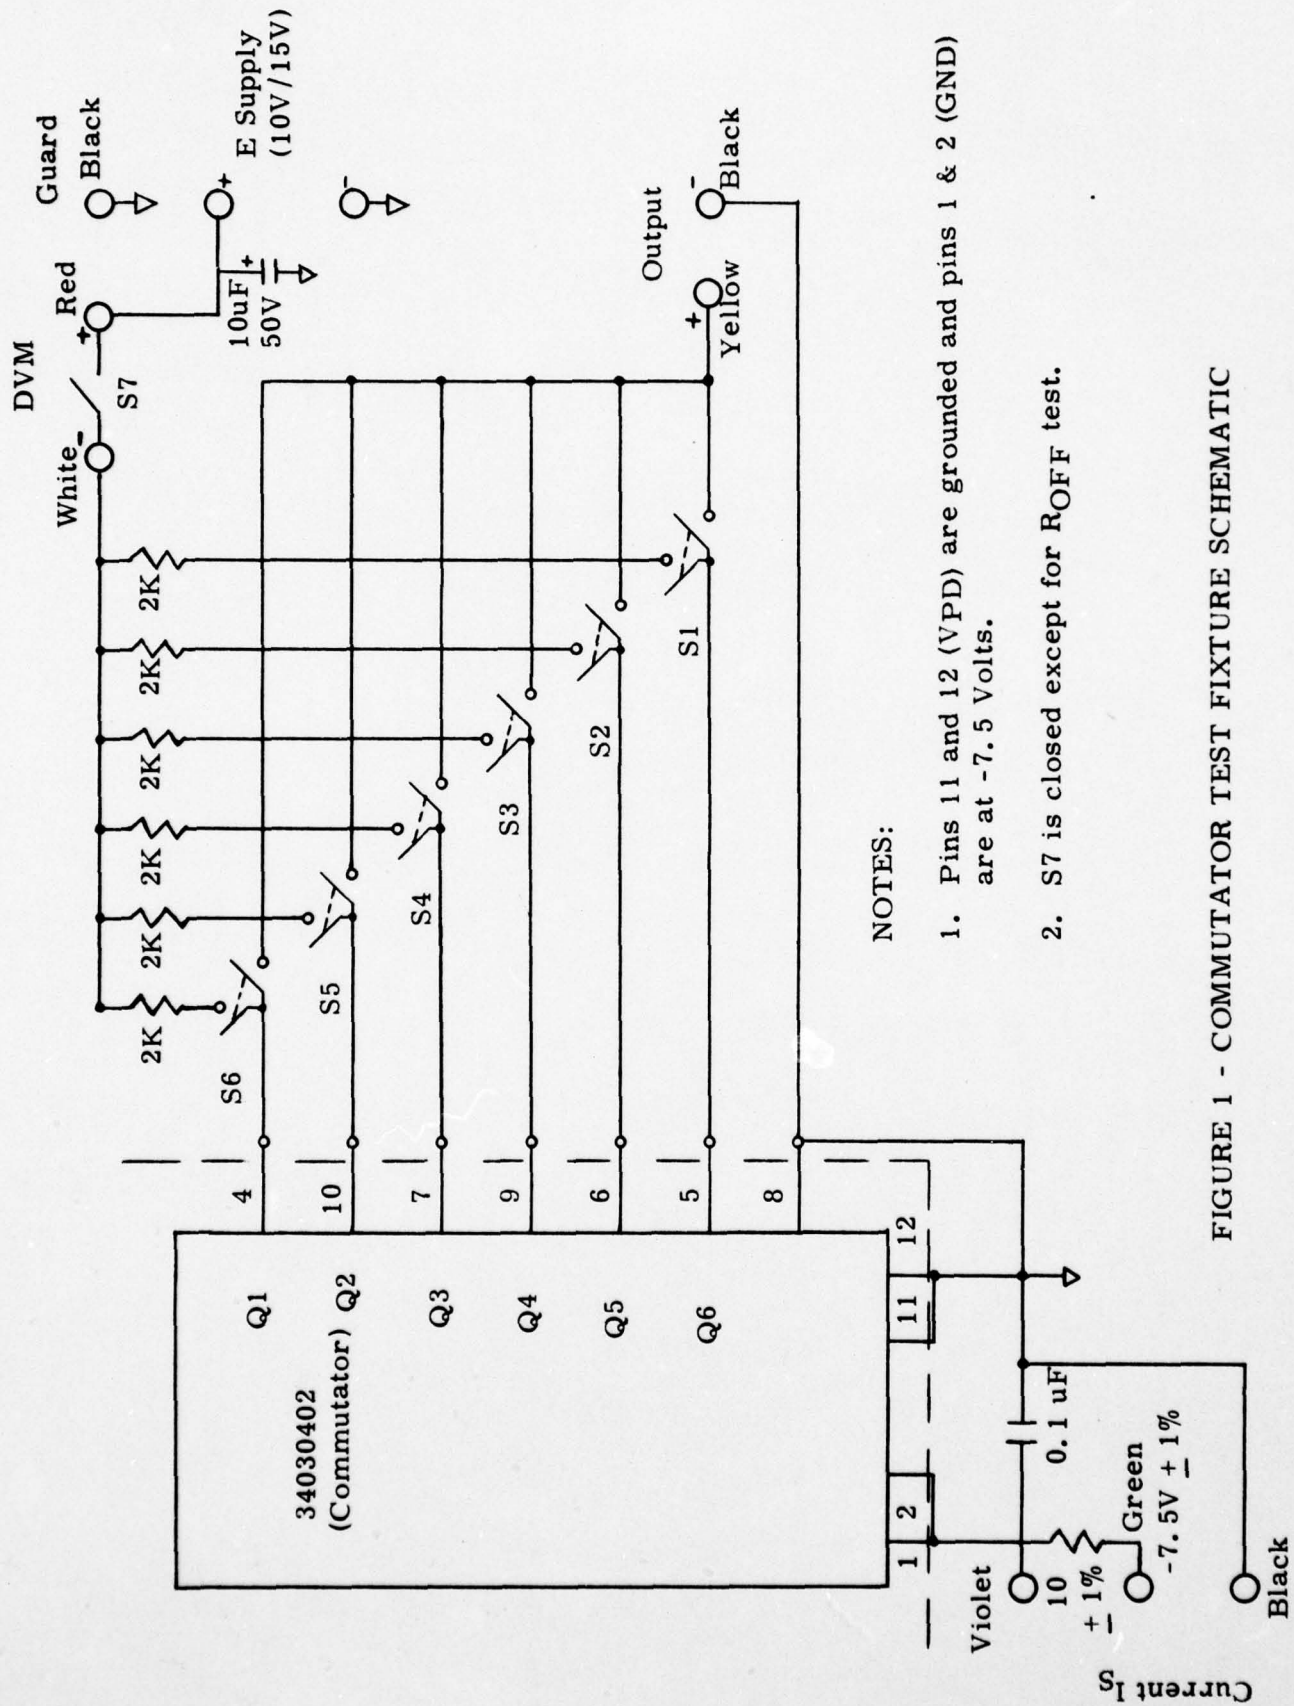 DVM
Guard
White
-
S7
+
Red
Black
10uF
+
50V
+
E Supply
(10V/15V)
-
2K
2K
2K
2K
2K
2K
S6
S5
S4
S3
S2
S1
Output
+
Yellow
-
Black
4
10
7
9
6
5
8
34030402
(Commutator)
Q1
Q2
Q3
Q4
Q5
Q6
1
2
11
12
Violet
10
± 1%
0.1 uF
Green
-7.5V ± 1%
Black
Current IS
NOTES:
1. Pins 11 and 12 (VPD) are grounded and pins 1 & 2 (GND)
are at -7.5 Volts.
2. S7 is closed except for ROFF test.
FIGURE 1 - COMMUTATOR TEST FIXTURE SCHEMATIC